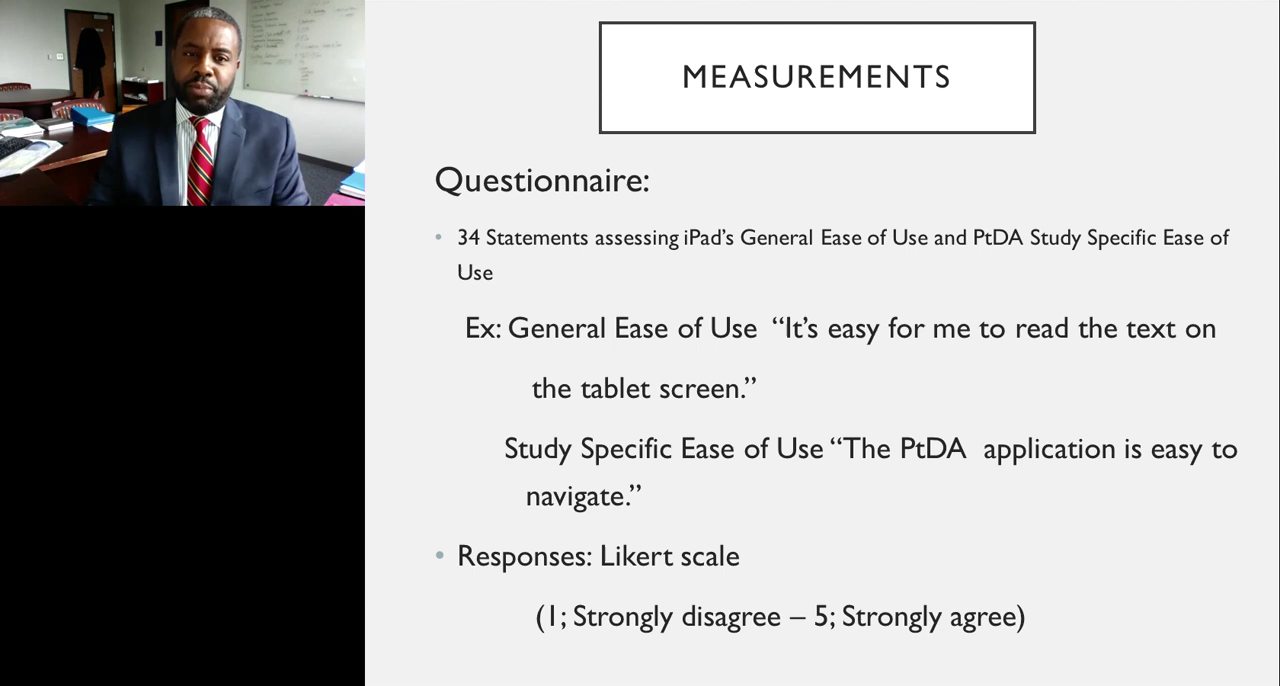 MEASUREMENTS
Questionnaire:
• 34 Statements assessing iPad’s General Ease of Use and PtDA Study Specific Ease of
Use
Ex: General Ease of Use “It’s easy for me to read the text on
the tablet screen.”
Study Specific Ease of Use “The PtDA application is easy to
navigate.”
• Responses: Likert scale
(1; Strongly disagree – 5; Strongly agree)